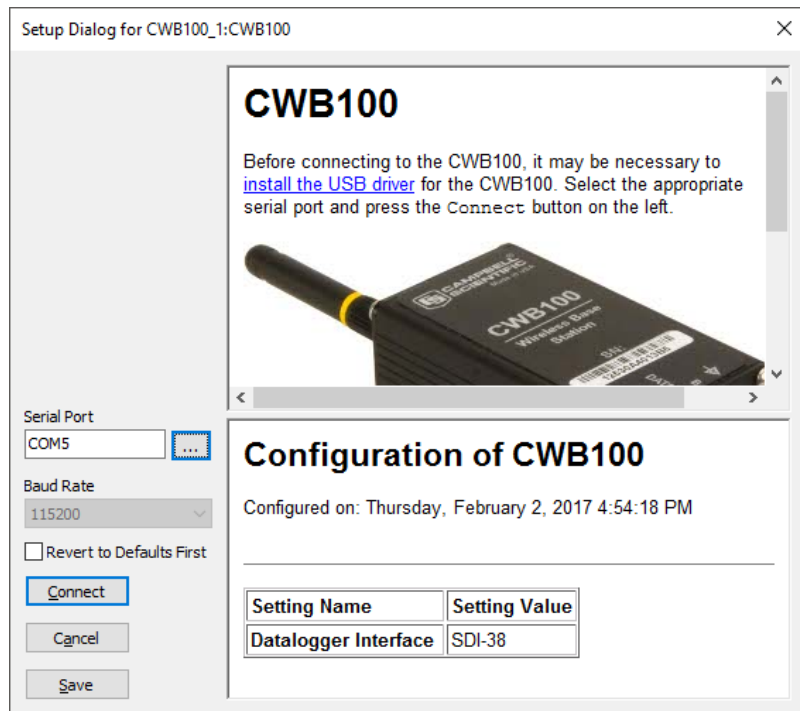 Setup Dialog for CWB100_1:CWB100
CWB100
Before connecting to the CWB100, it may be necessary to
install the USB driver for the CWB100. Select the appropriate
serial port and press the Connect button on the left.
CAMPBELL
SCIENTIFIC
Made in USA
CWB100
Wireless Base
Station
SN:
Serial Port
COM5
...
Baud Rate
115200
Revert to Defaults First
Connect
Cancel
Save
Configuration of CWB100
Configured on: Thursday, February 2, 2017 4:54:18 PM
Setting Name Setting Value
Datalogger Interface SDI-38